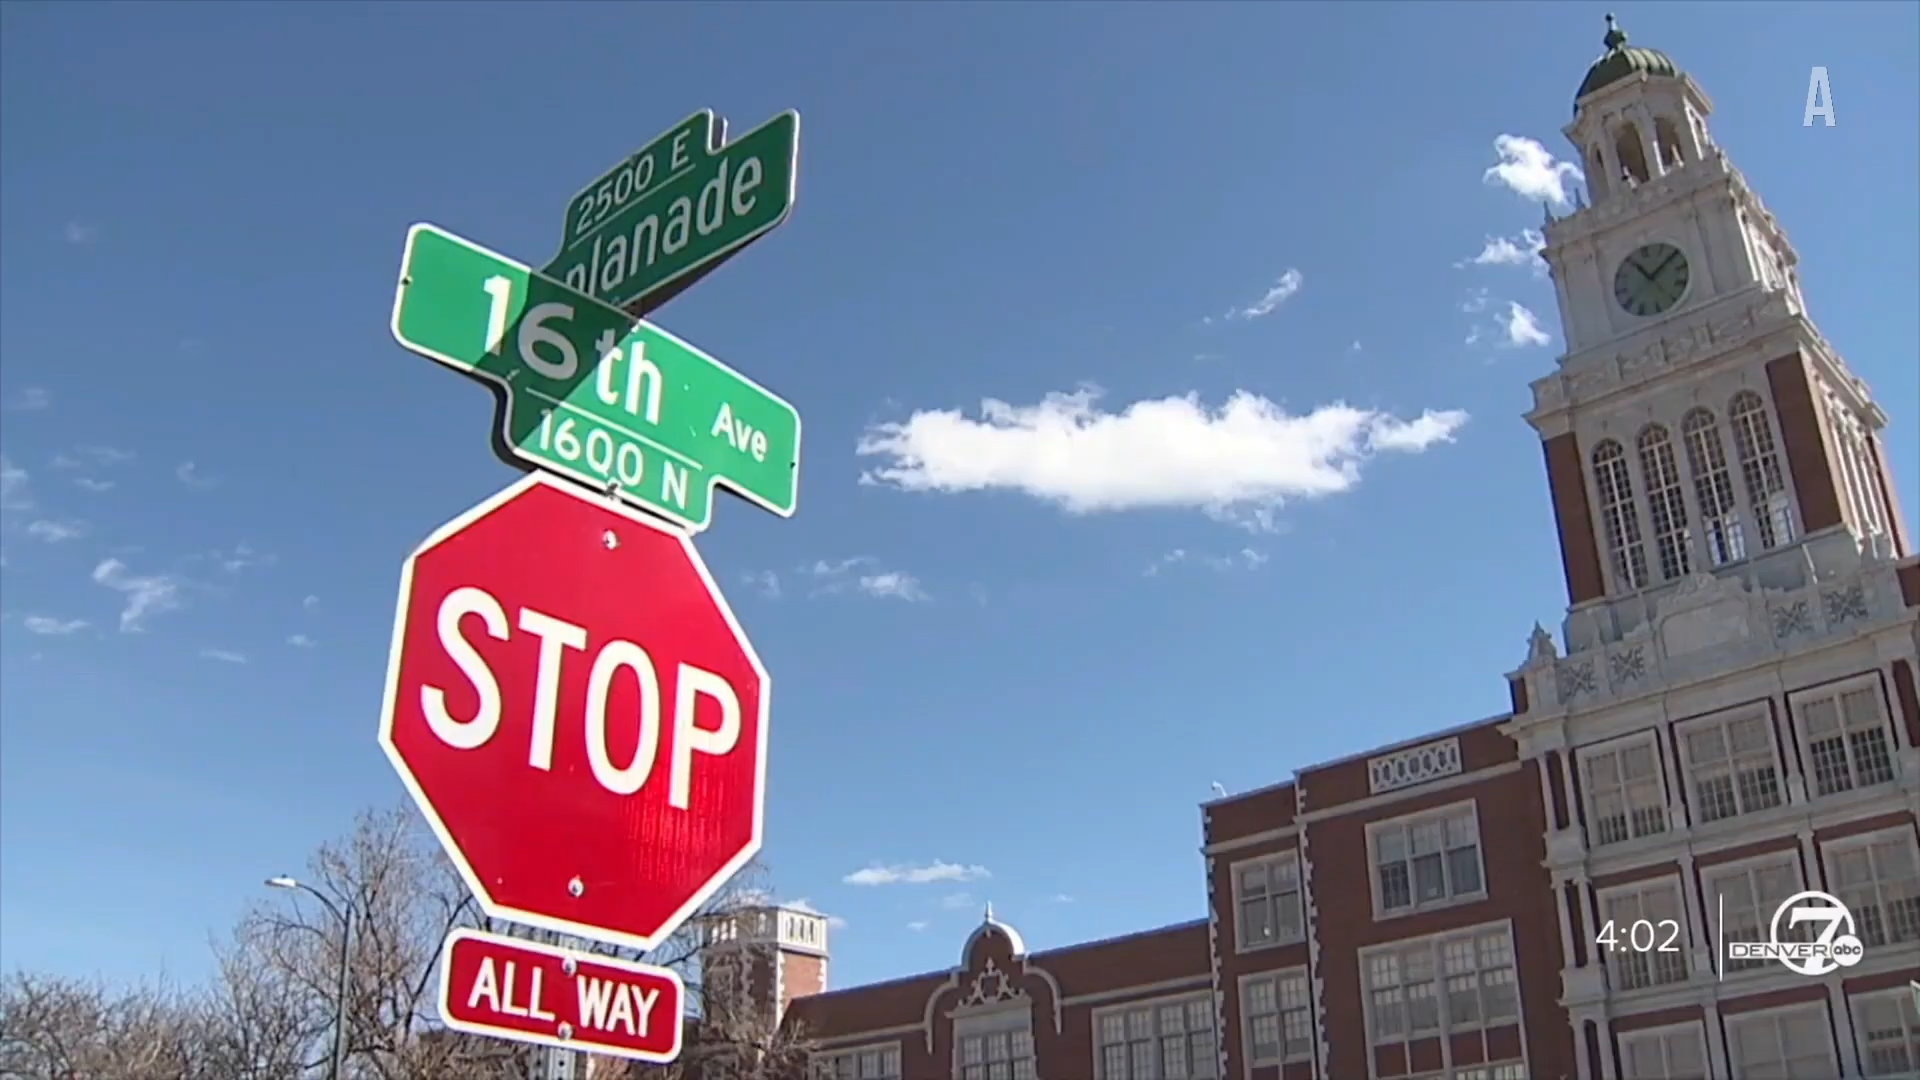 A
2500 E
planade
16th Ave
1600 N
STOP
ALL WAY
4:02
DENVER 7 abc